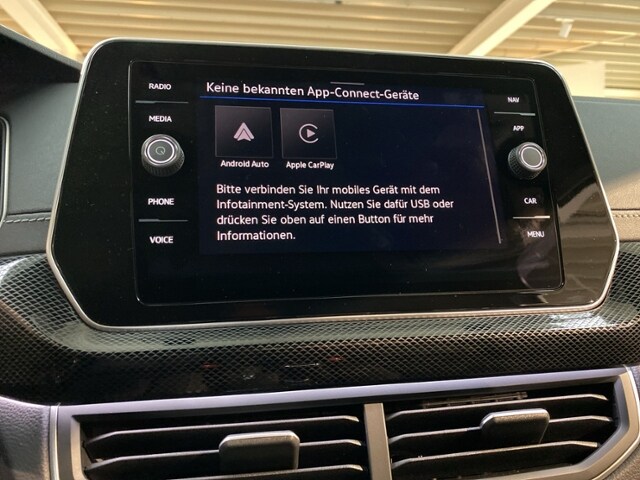 RADIO
MEDIA
PHONE
VOICE
Keine bekannten App-Connect-Geräte
Android Auto
Apple CarPlay
Bitte verbinden Sie Ihr mobiles Gerät mit dem
Infotainment-System. Nutzen Sie dafür USB oder
drücken Sie oben auf einen Button für mehr
Informationen.
NAV
APP
CAR
MENU